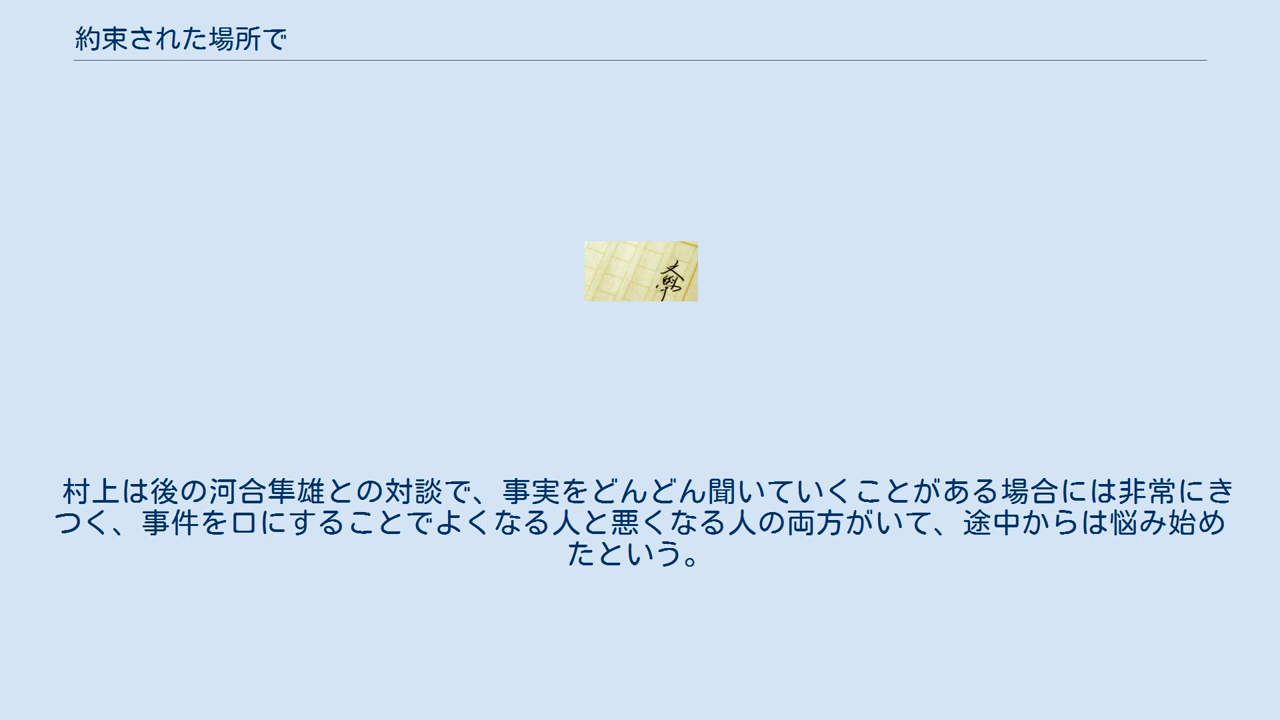 約束された場所で
村上は後の河合隼雄との対談で、事実をどんどん聞いていくことがある場合には非常にき
つく、事件を口にすることでよくなる人と悪くなる人の両方がいて、途中からは悩み始め
たという。